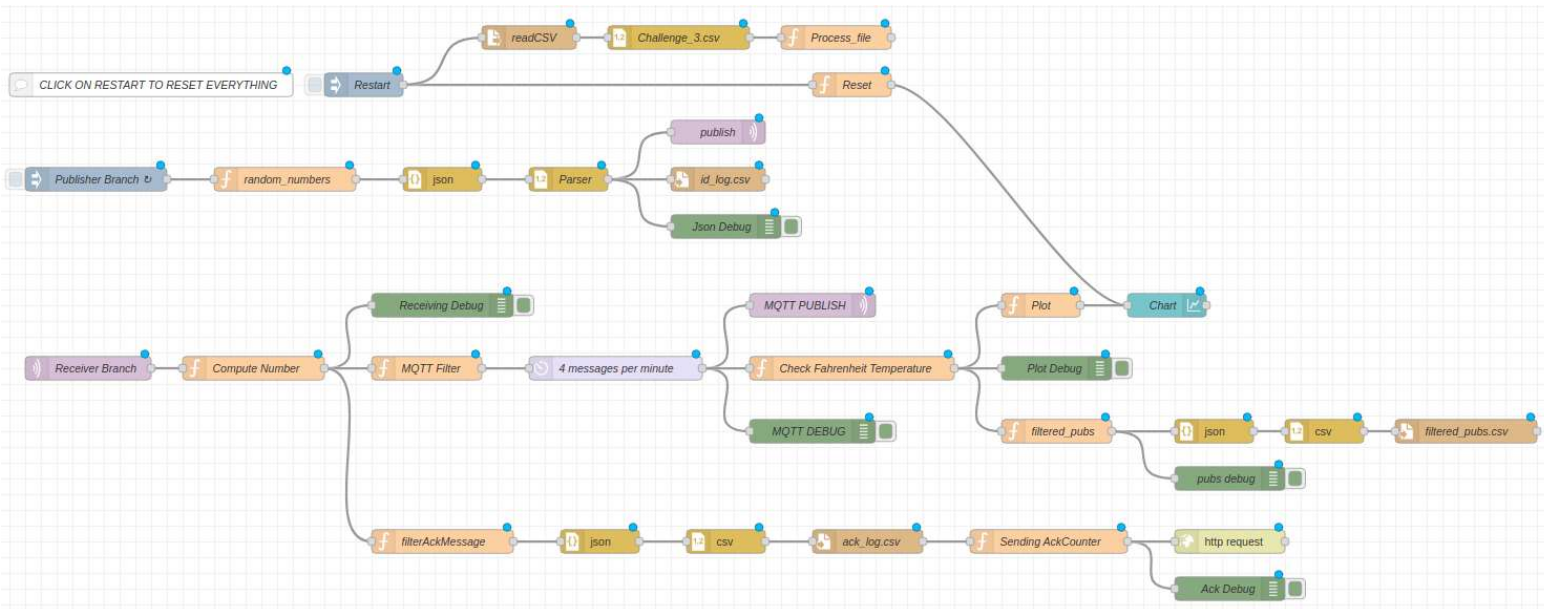 readCSV
Challenge_3.csv
Process_file
CLICK ON RESTART TO RESET EVERYTHING
Restart
Reset
publish
Publisher Branch ↻
random_numbers
json
Parser
id_log.csv
Json Debug
Receiving Debug
MQTT PUBLISH
Plot
Chart
Receiver Branch
Compute Number
MQTT Filter
4 messages per minute
Check Fahrenheit Temperature
Plot Debug
MQTT DEBUG
filtered_pubs
json
csv
filtered_pubs.csv
pubs debug
filterAckMessage
json
csv
ack_log.csv
Sending AckCounter
http request
Ack Debug